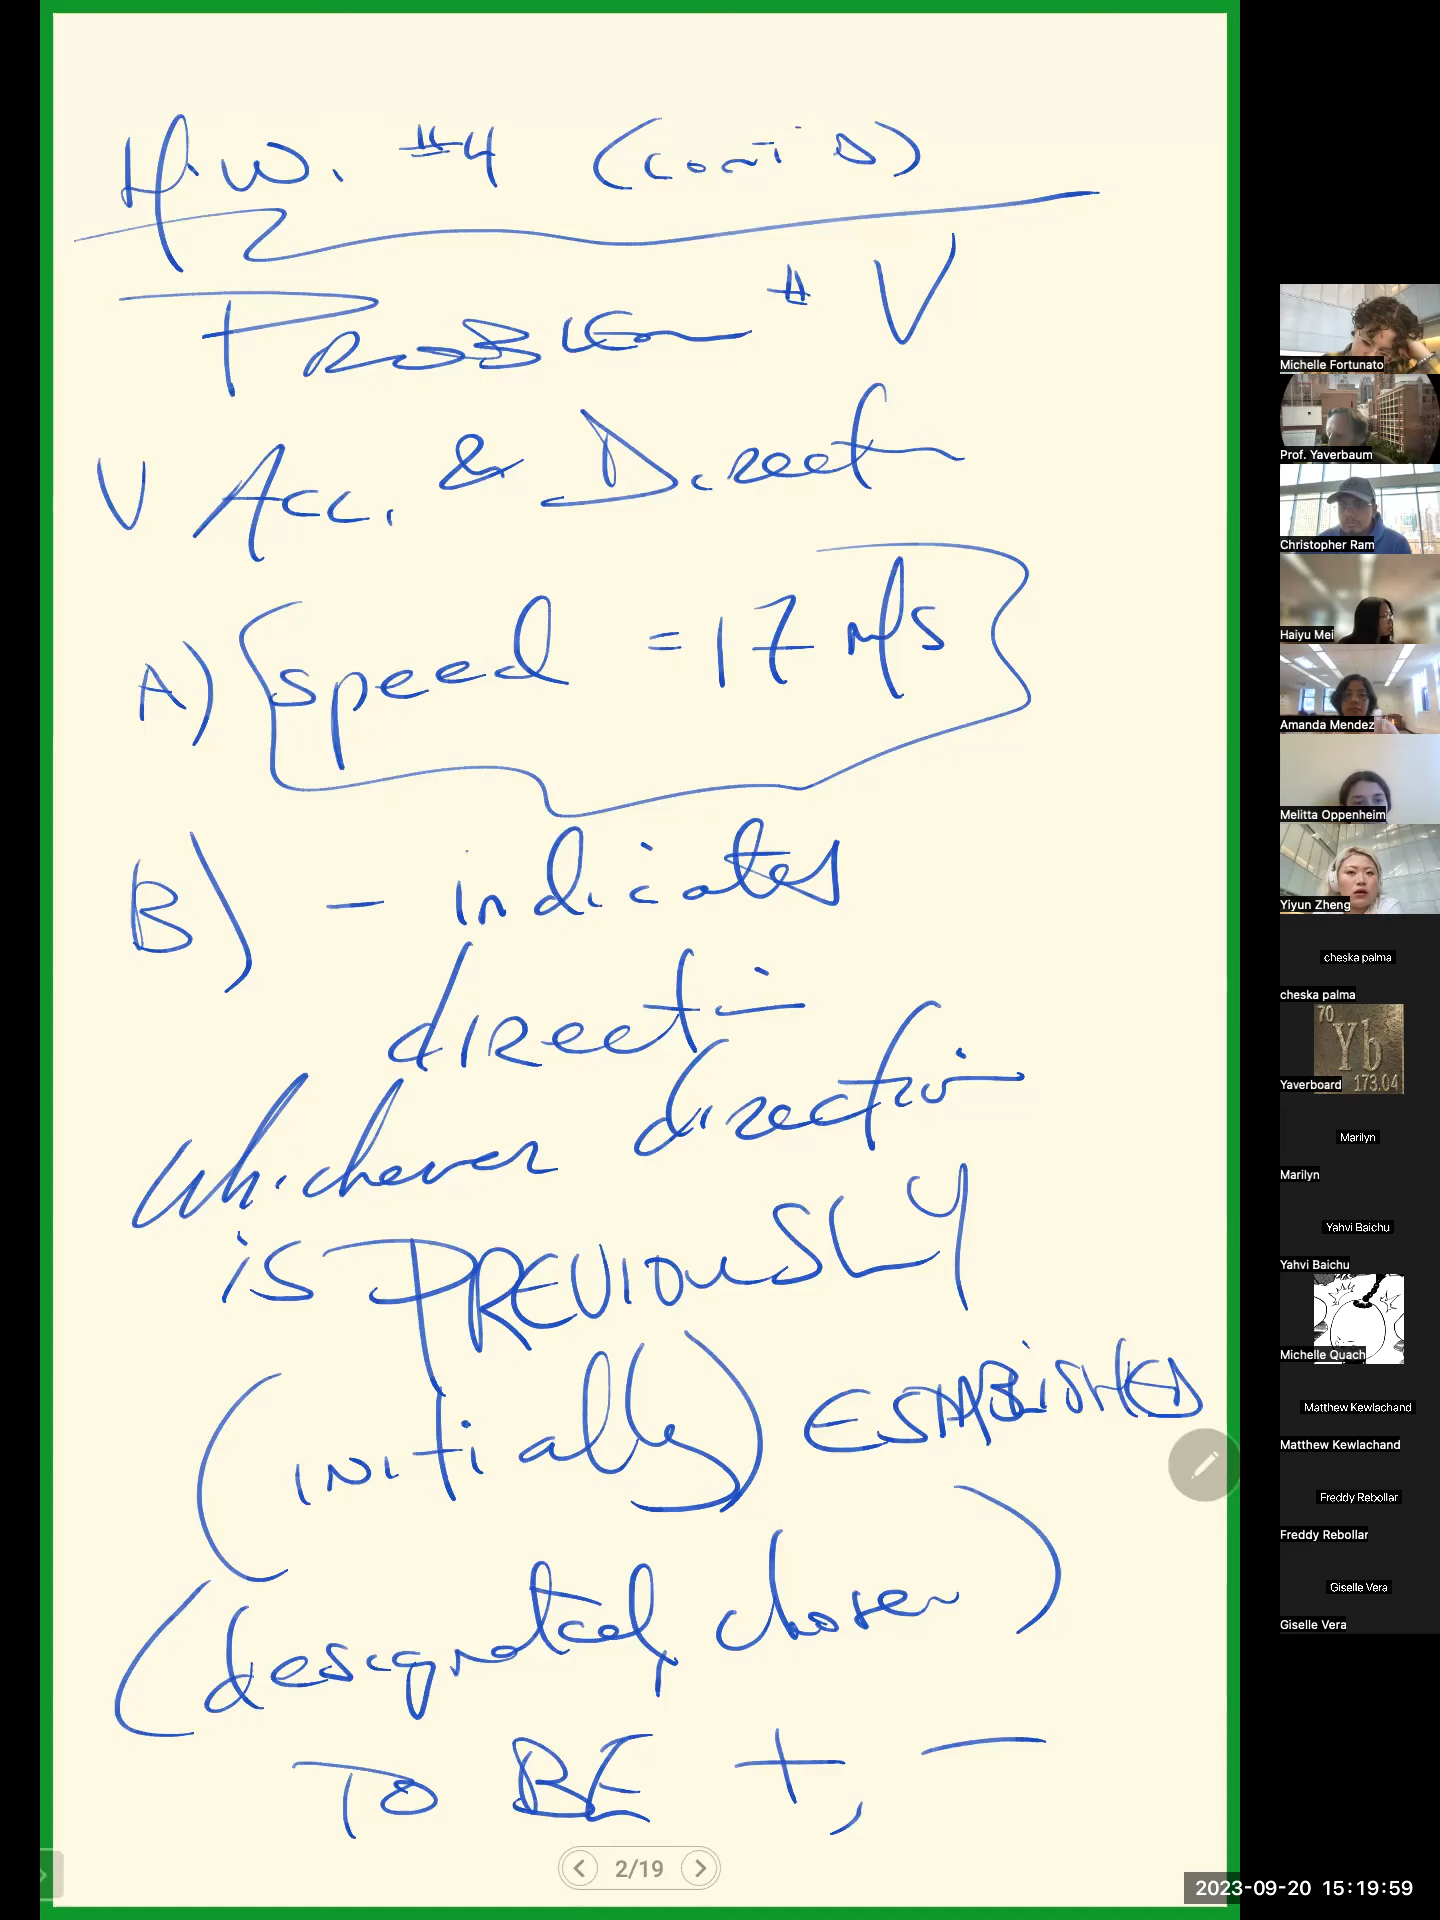 H.W. #4 (CONT'D)
PROBLEM # V
V Acc. & Direct
A) speed = 17 m/s
B) — indicates
direct
whichever direction
is PREVIOUSLY
(initially) ESTABLISHED
(designated, chosen)
TO BE +, —
2/19
Michelle Fortunato
Prof. Yaverbaum
Christopher Ram
Haiyu Mei
Amanda Mendez
Melitta Oppenheim
Yiyun Zheng
cheska palma
cheska palma
70
Yb
Yaverboard 173.04
Marilyn
Marilyn
Yahvi Baichu
Yahvi Baichu
Michelle Quach
Matthew Kewlachand
Matthew Kewlachand
Freddy Rebollar
Freddy Rebollar
Giselle Vera
Giselle Vera
2023-09-20 15:19:59